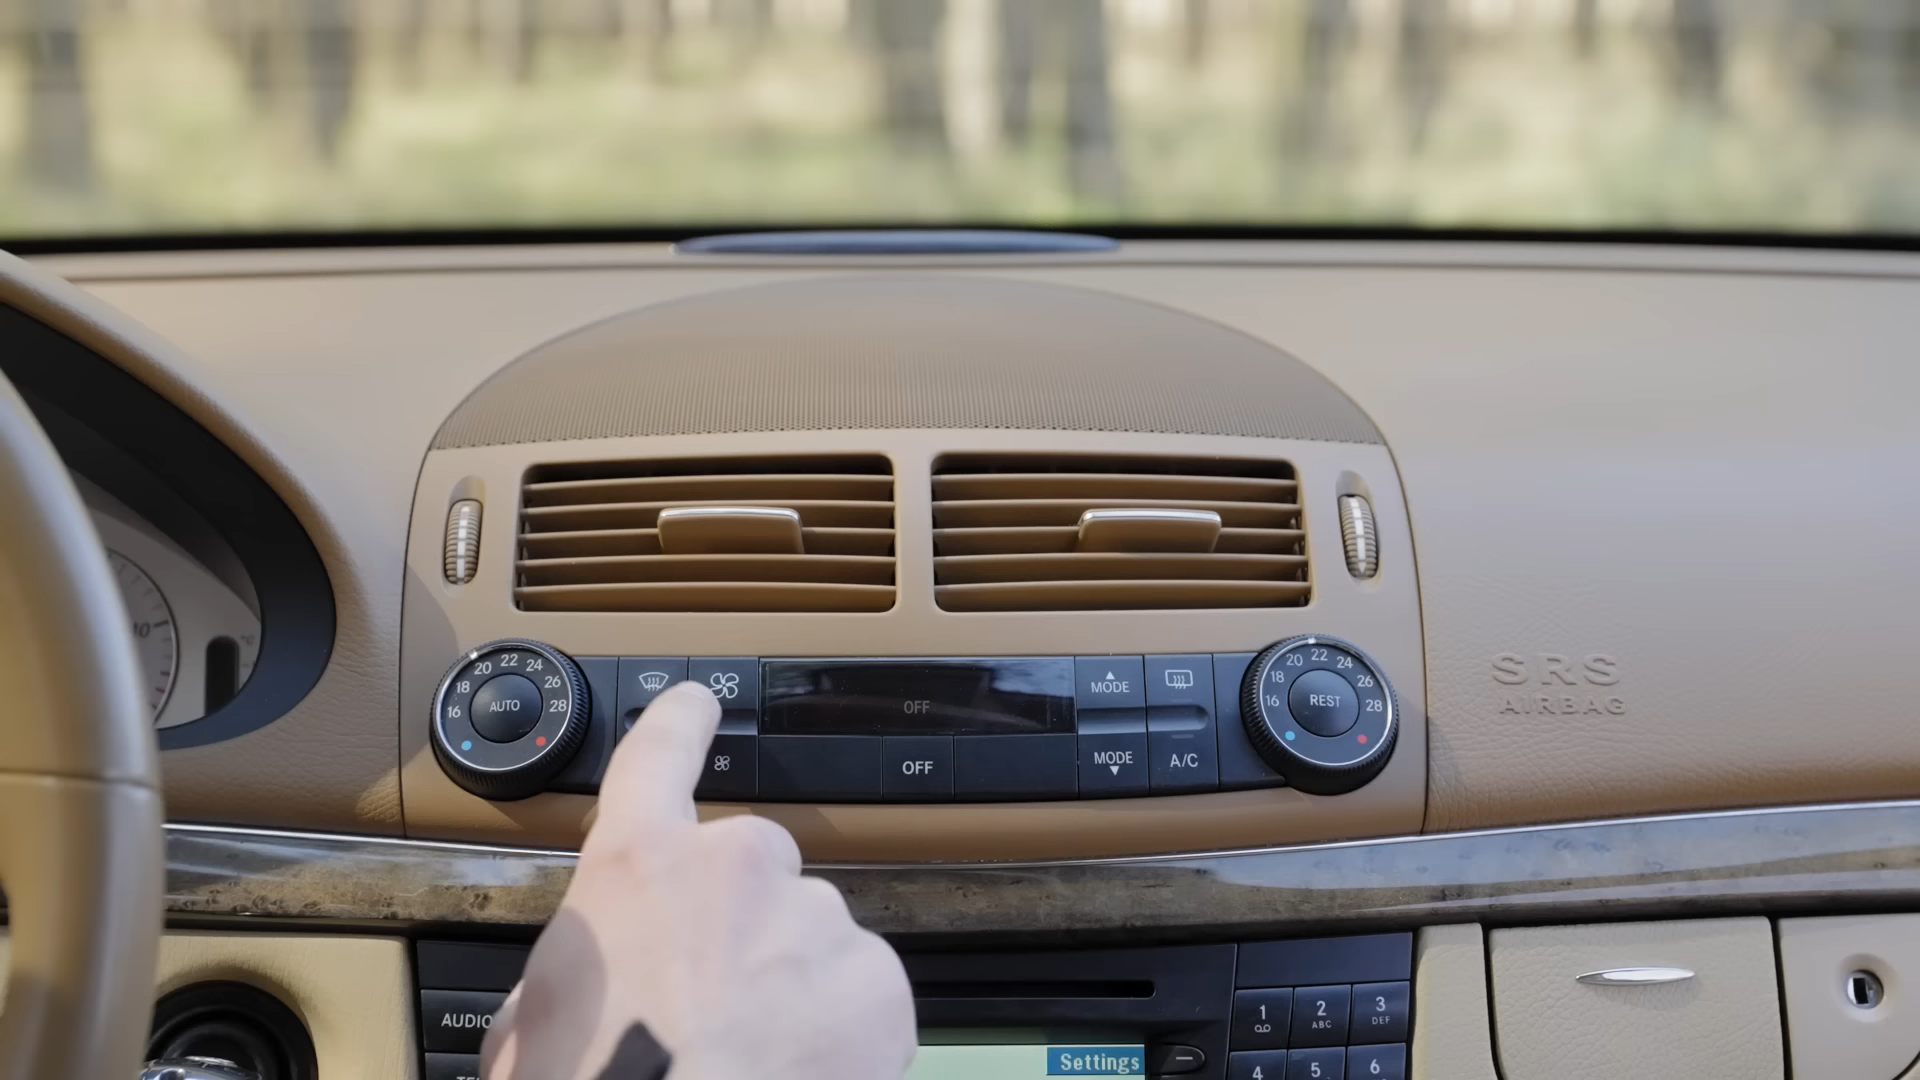 10
20 22 24
18 26
16 AUTO 28
OFF
OFF
MODE
MODE
A/C
20 22 24
18 26
16 REST 28
SRS
AIRBAG
AUDIO
Settings
1 2 3
ABC DEF
4 5 6